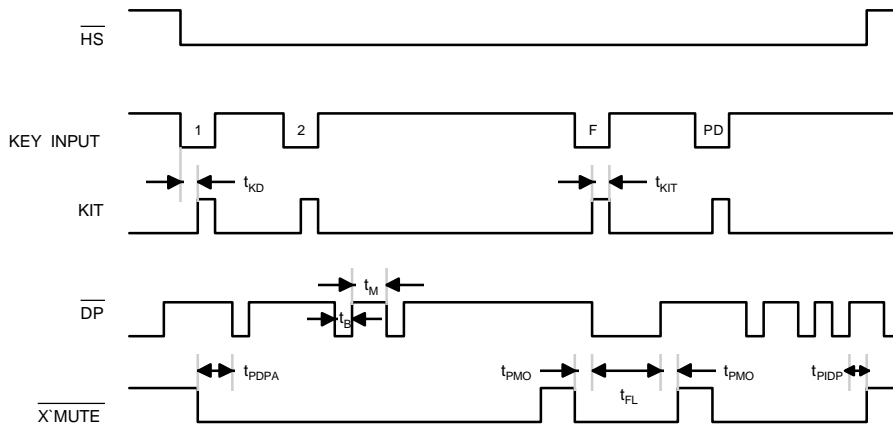 HS
KEY INPUT
1
2
F
PD
tKD
tKIT
KIT
DP
tM
tB
tPDPA
tPMO
tFL
tPMO
tPIDP
X`MUTE